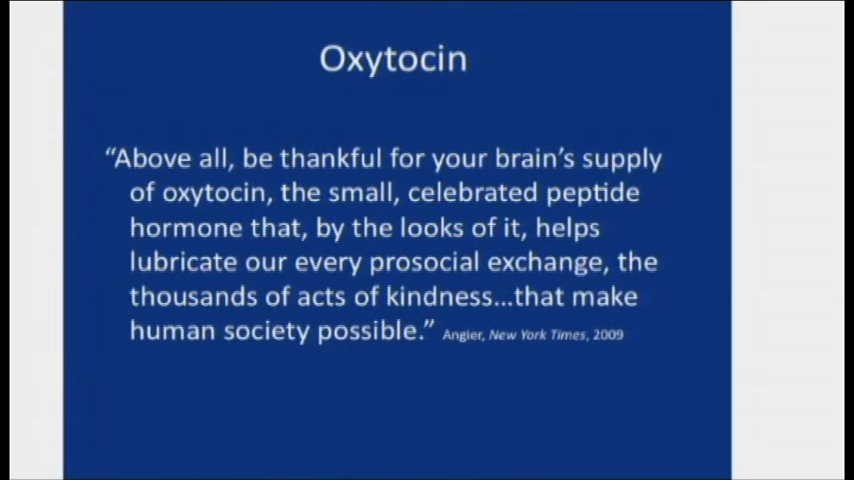 Oxytocin
“Above all, be thankful for your brain’s supply
of oxytocin, the small, celebrated peptide
hormone that, by the looks of it, helps
lubricate our every prosocial exchange, the
thousands of acts of kindness…that make
human society possible.” Angier, New York Times, 2009